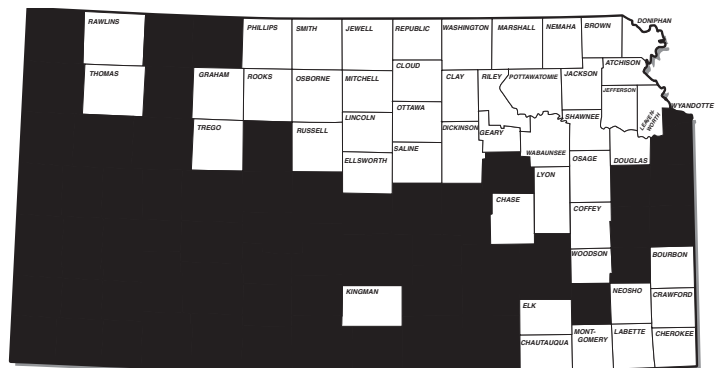 RAWLINS
PHILLIPS
SMITH
JEWELL
REPUBLIC
WASHINGTON
MARSHALL
NEMAHA
BROWN
DONIPHAN
THOMAS
GRAHAM
ROOKS
OSBORNE
MITCHELL
CLOUD
CLAY
RILEY
POTTAWATOMIE
JACKSON
ATCHISON
JEFFERSON
LEAVEN-
WORTH
WYANDOTTE
TREGO
RUSSELL
LINCOLN
OTTAWA
DICKINSON
GEARY
SHAWNEE
ELLSWORTH
SALINE
WABAUNSEE
OSAGE
DOUGLAS
LYON
CHASE
COFFEY
WOODSON
BOURBON
KINGMAN
ELK
NEOSHO
CRAWFORD
CHAUTAUQUA
MONT-
GOMERY
LABETTE
CHEROKEE